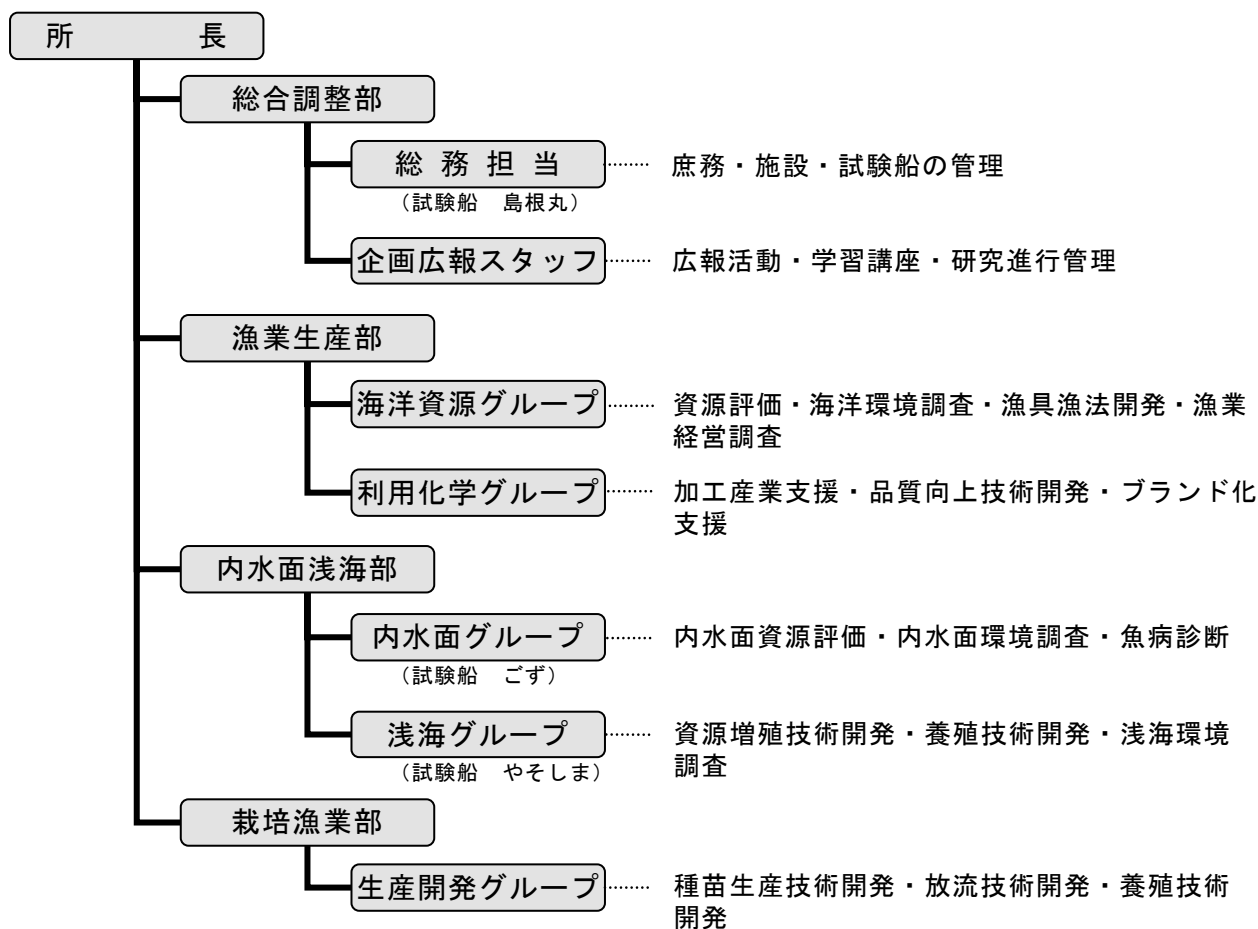 所　　　　長
総合調整部
総 務 担 当 ……… 庶務・施設・試験船の管理
（試験船　島根丸）
企画広報スタッフ ……… 広報活動・学習講座・研究進行管理
漁業生産部
海洋資源グループ ……… 資源評価・海洋環境調査・漁具漁法開発・漁業
経営調査
利用化学グループ ……… 加工産業支援・品質向上技術開発・ブランド化
支援
内水面浅海部
内水面グループ ……… 内水面資源評価・内水面環境調査・魚病診断
（試験船　ごず）
浅海グループ ……… 資源増殖技術開発・養殖技術開発・浅海環境
調査
（試験船　やそしま）
栽培漁業部
生産開発グループ ……… 種苗生産技術開発・放流技術開発・養殖技術
開発